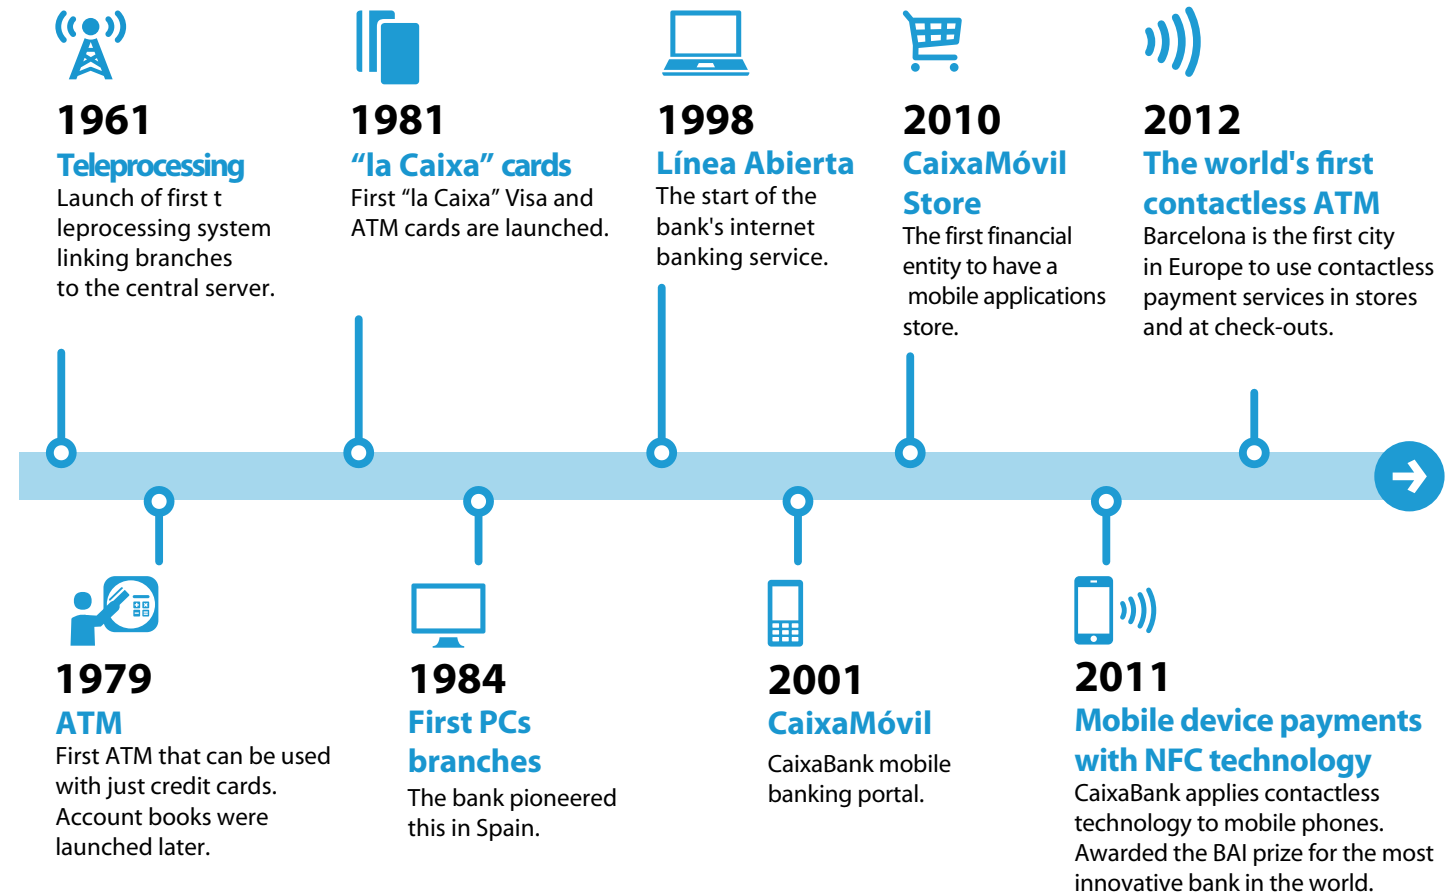 1961
Teleprocessing
Launch of first t
leprocessing system
linking branches
to the central server.
1981
“la Caixa” cards
First “la Caixa” Visa and
ATM cards are launched.
1998
Línea Abierta
The start of the
bank's internet
banking service.
2010
CaixaMóvil
Store
The first financial
entity to have a
mobile applications
store.
2012
The world's first
contactless ATM
Barcelona is the first city
in Europe to use contactless
payment services in stores
and at check-outs.
1979
ATM
First ATM that can be used
with just credit cards.
Account books were
launched later.
1984
First PCs
branches
The bank pioneered
this in Spain.
2001
CaixaMóvil
CaixaBank mobile
banking portal.
2011
Mobile device payments
with NFC technology
CaixaBank applies contactless
technology to mobile phones.
Awarded the BAI prize for the most
innovative bank in the world.